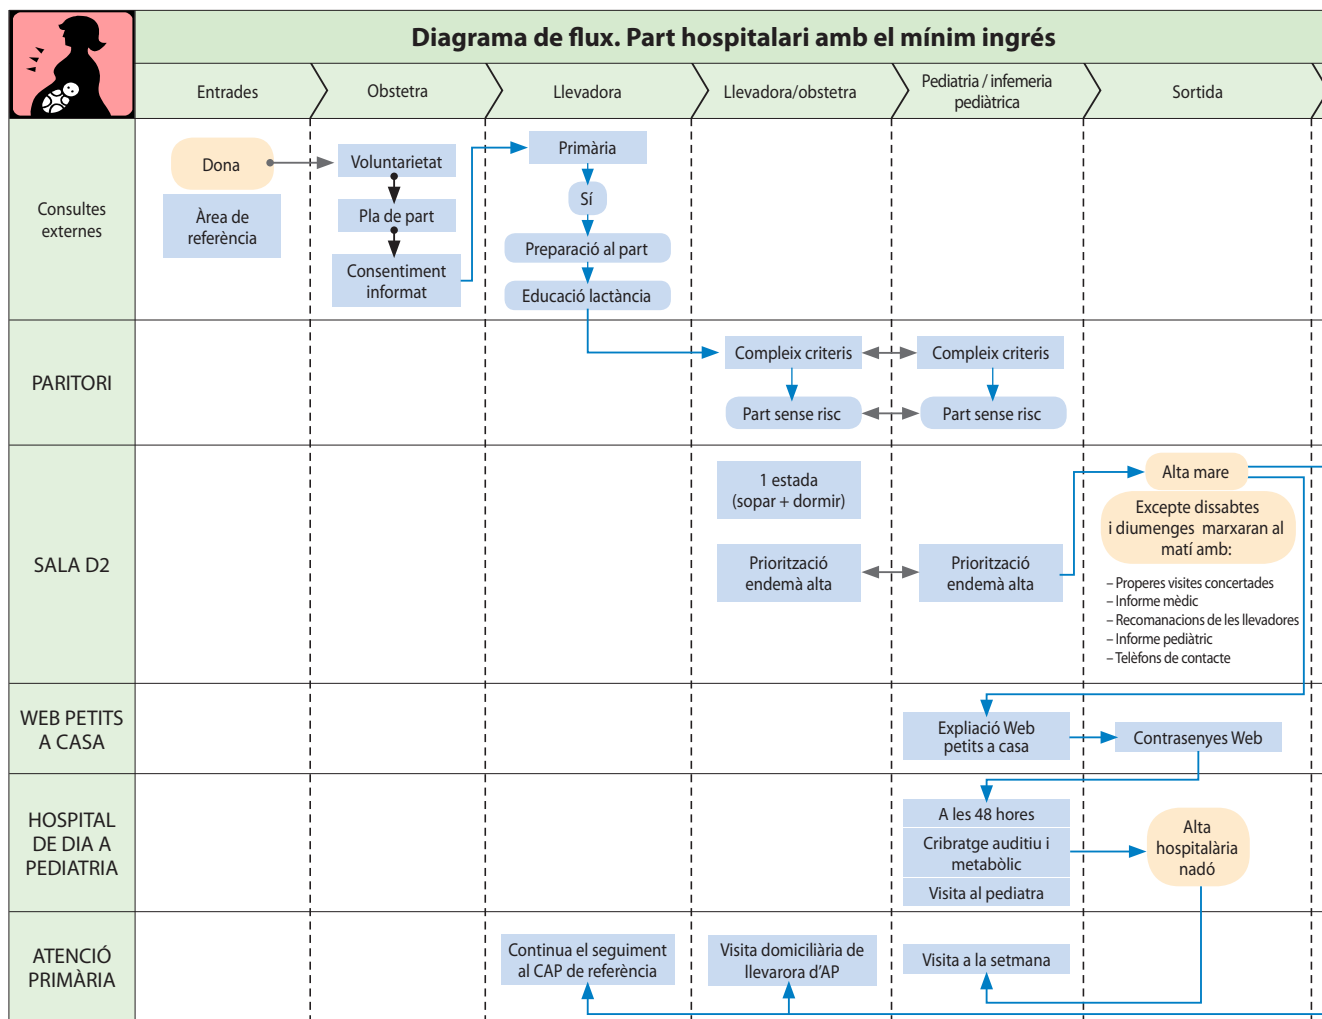 Diagrama de flux. Part hospitalari amb el mínim ingrés
Entrades
Obstetra
Llevadora
Llevadora/obstetra
Pediatria / infemeria
pediàtrica
Sortida
Consultes
externes
Dona
Àrea de
referència
Voluntarietat
Pla de part
Consentiment
informat
Primària
Sí
Preparació al part
Educació lactància
PARITORI
Compleix criteris
Compleix criteris
Part sense risc
Part sense risc
SALA D2
1 estada
(sopar + dormir)
Priorització
endemà alta
Priorització
endemà alta
Alta mare
Excepte dissabtes
i diumenges marxaran al
matí amb:
– Properes visites concertades
– Informe mèdic
– Recomanacions de les llevadores
– Informe pediàtric
– Telèfons de contacte
WEB PETITS
A CASA
Expliació Web
petits a casa
Contrasenyes Web
HOSPITAL
DE DIA A
PEDIATRIA
A les 48 hores
Cribratge auditiu i
metabòlic
Visita al pediatra
Alta
hospitalària
nadó
ATENCIÓ
PRIMÀRIA
Continua el seguiment
al CAP de referència
Visita domiciliària de
llevarora d'AP
Visita a la setmana